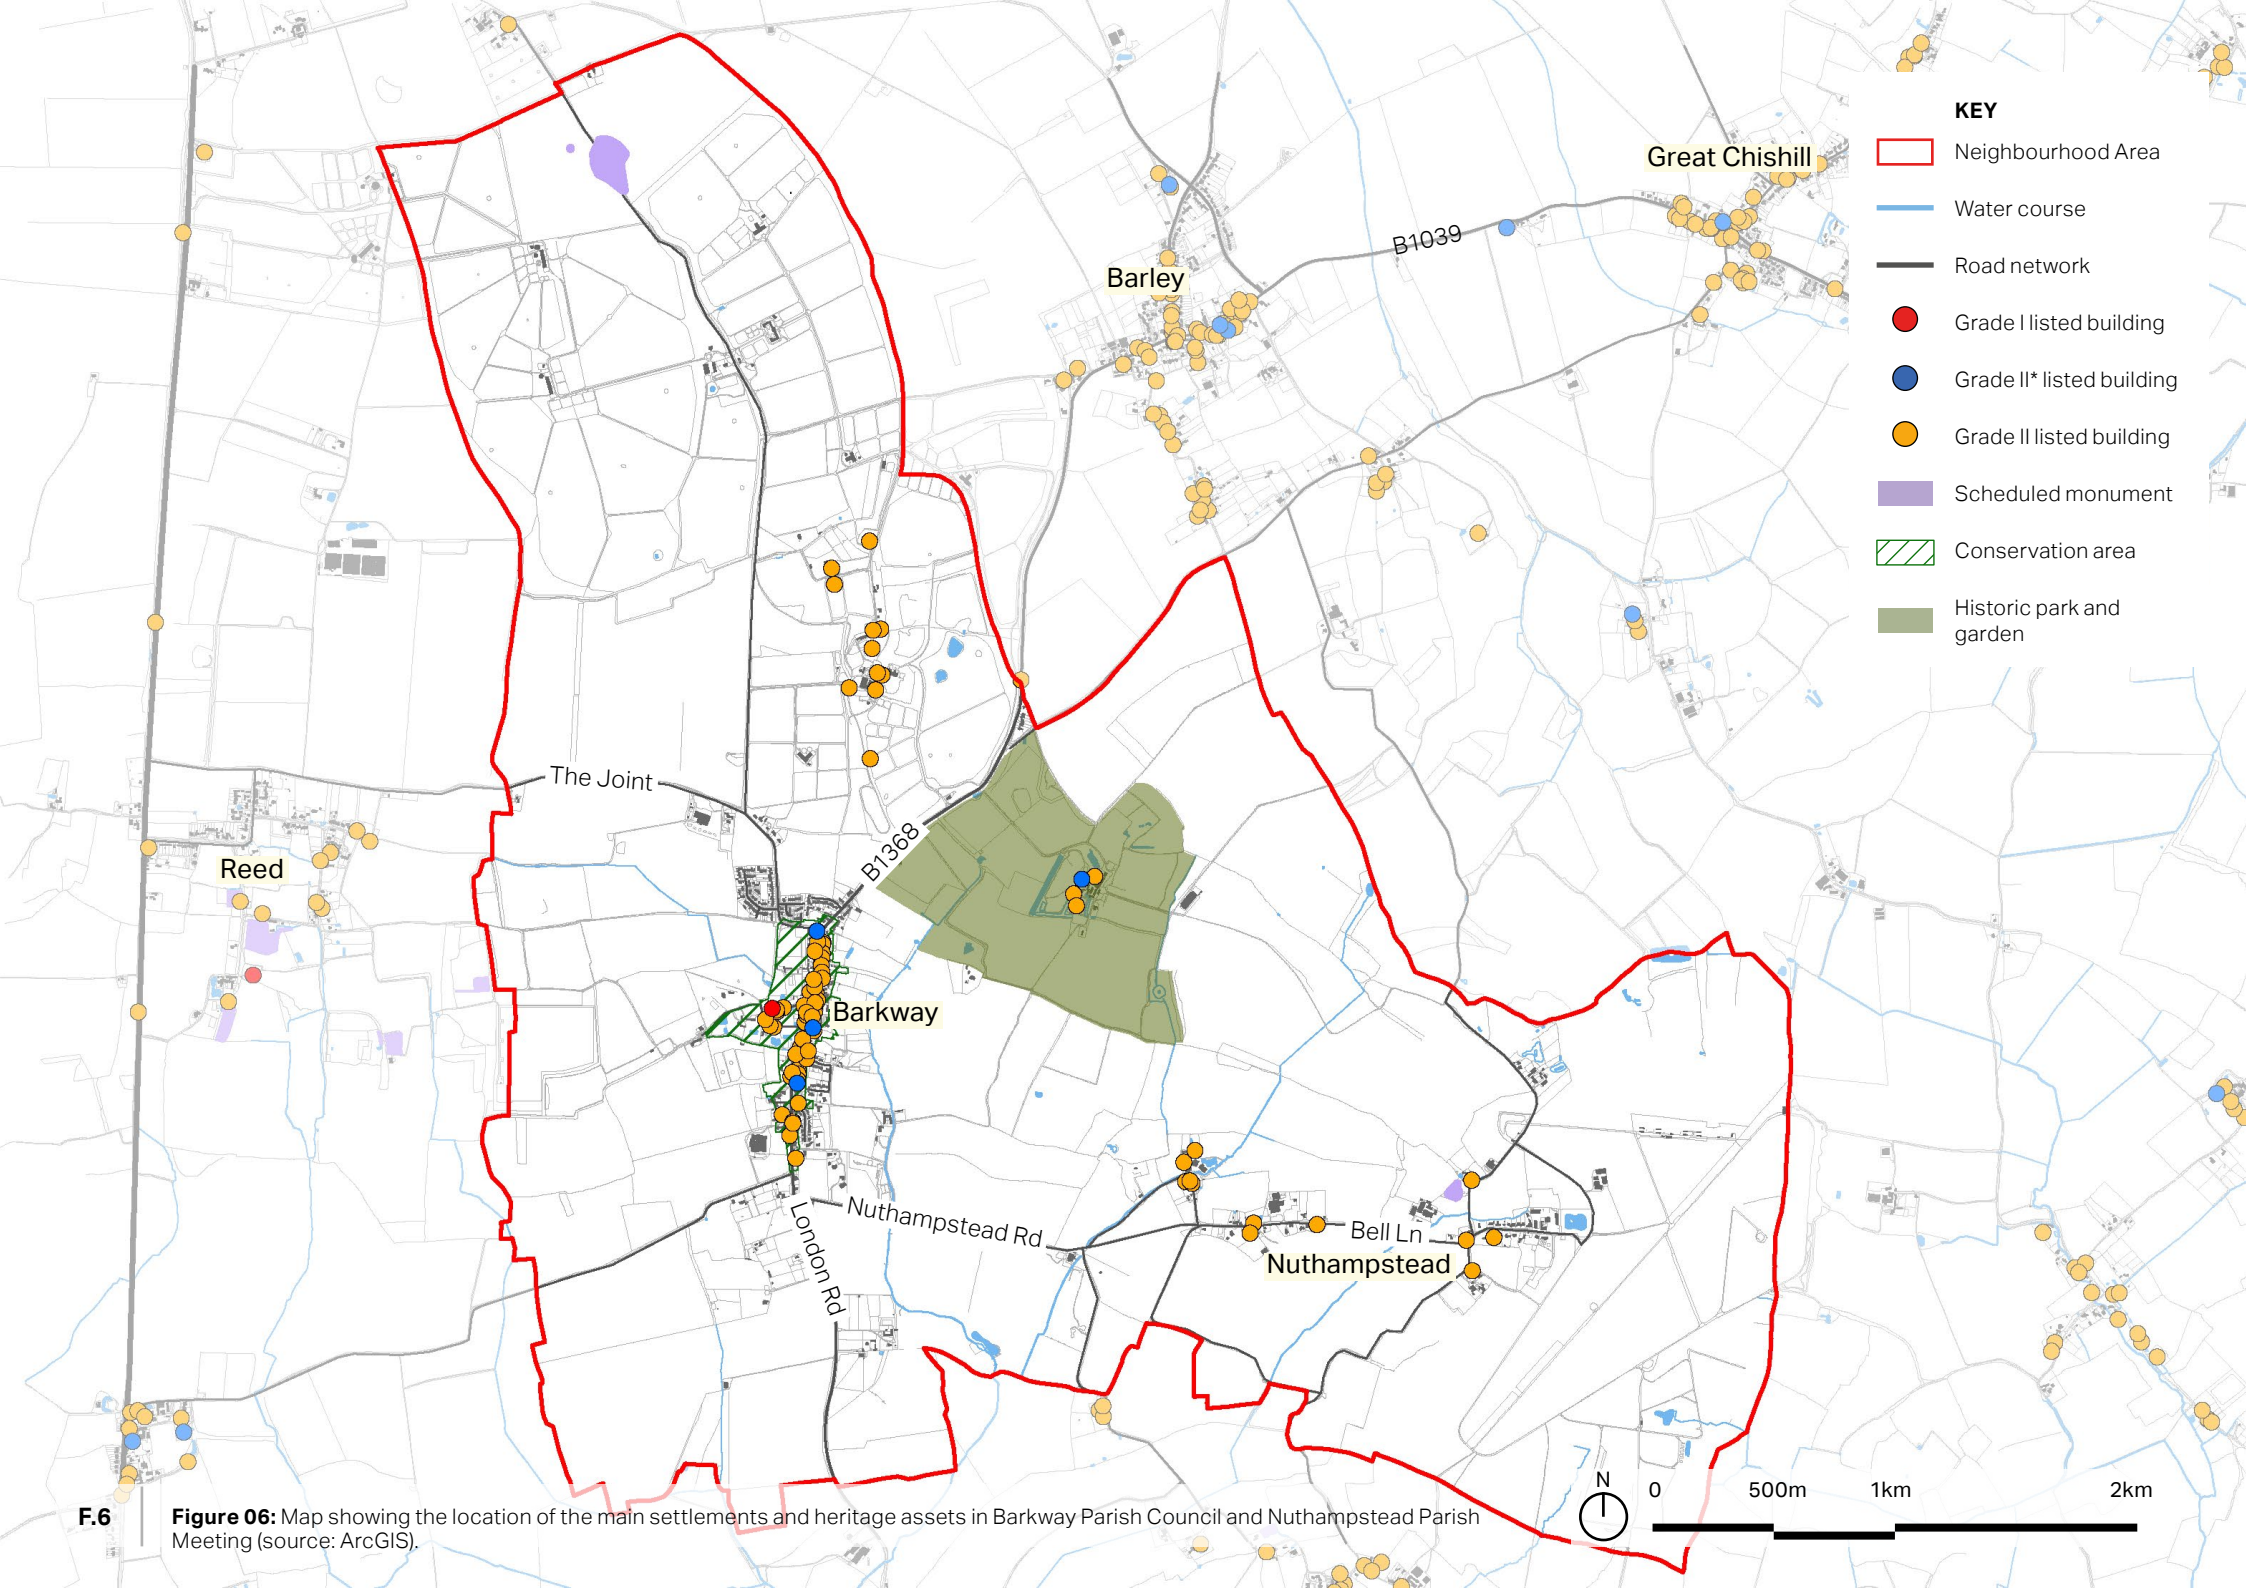 KEY
Neighbourhood Area
Water course
Road network
Grade I listed building
Grade II* listed building
Grade II listed building
Scheduled monument
Conservation area
Historic park and
garden
Great Chishill
B1039
Barley
The Joint
B1368
Reed
Barkway
Nuthampstead Rd
London Rd
Bell Ln
Nuthampstead
N
0 500m 1km 2km
F.6
Figure 06: Map showing the location of the main settlements and heritage assets in Barkway Parish Council and Nuthampstead Parish
Meeting (source: ArcGIS).